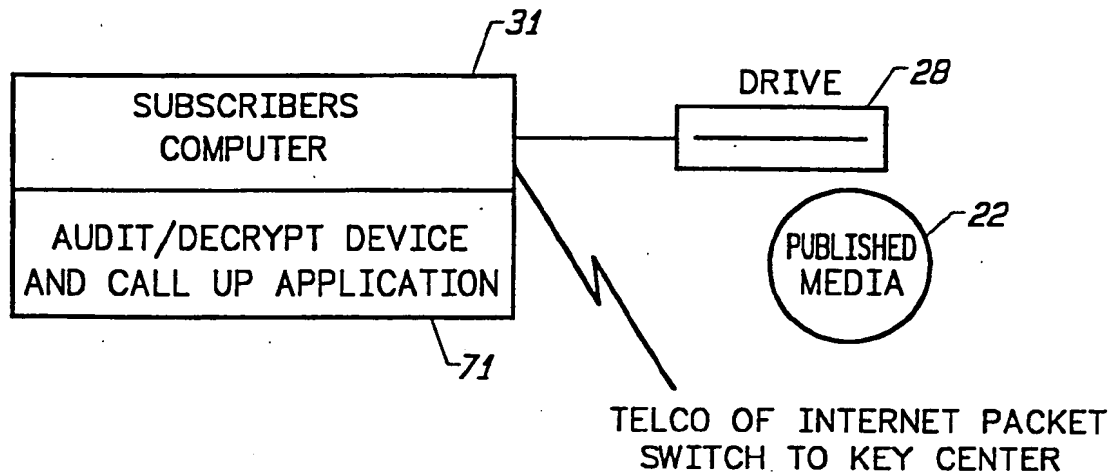 31
SUBSCRIBERS
COMPUTER
DRIVE
28
AUDIT/DECRYPT DEVICE
AND CALL UP APPLICATION
71
PUBLISHED
MEDIA
22
TELCO OF INTERNET PACKET
SWITCH TO KEY CENTER